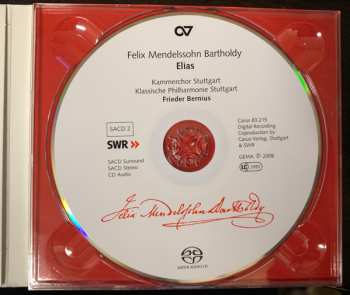 Felix Mendelssohn Bartholdy
Elias
Kammerchor Stuttgart
Klassische Philharmonie Stuttgart
Frieder Bernius
SACD 2
SWR
SACD Surround
SACD Stereo
CD Audio
Carus 83.215
Digital Recording
Coproduction by
Carus-Verlag, Stuttgart
& SWR
GEMA ℗ 2008
Felix Mendelssohn Bartholdy